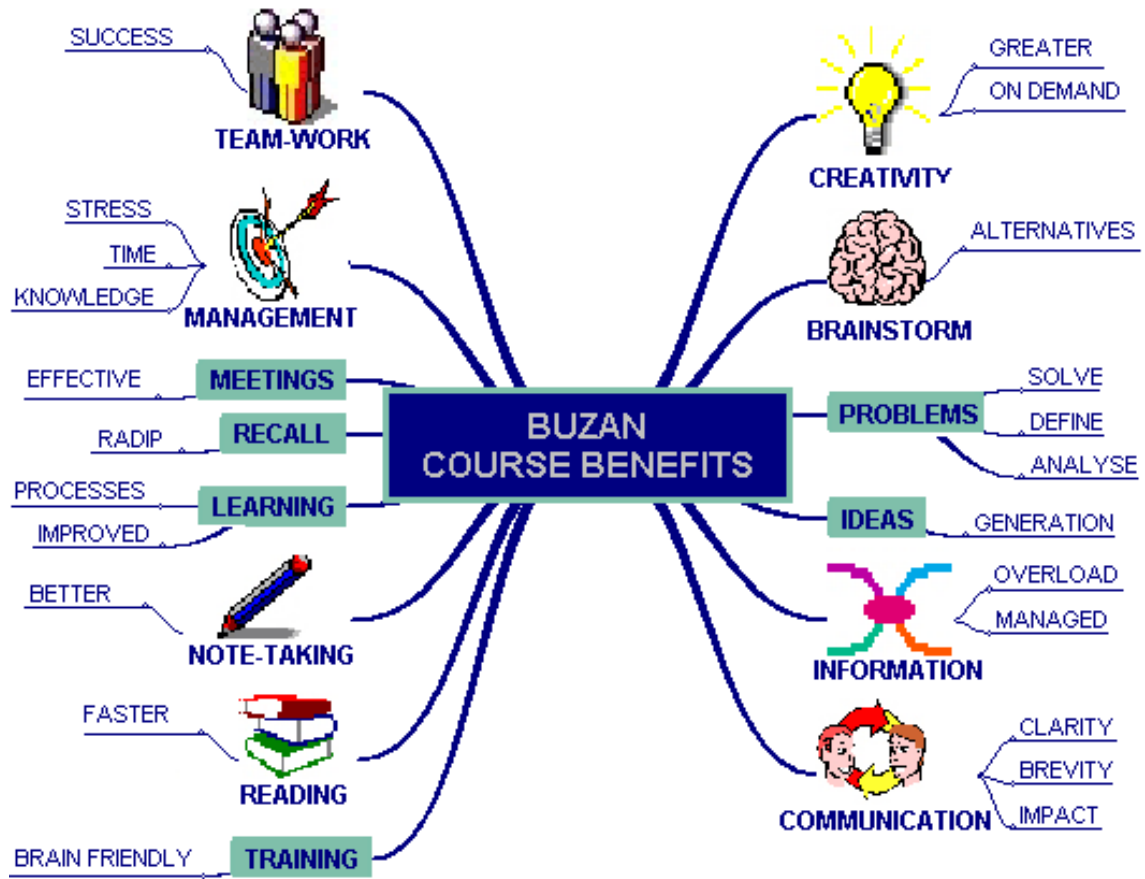 BUZAN
COURSE BENEFITS
SUCCESS
TEAM-WORK
STRESS
TIME
KNOWLEDGE
MANAGEMENT
EFFECTIVE
MEETINGS
RADIP
RECALL
PROCESSES
IMPROVED
LEARNING
BETTER
NOTE-TAKING
FASTER
READING
BRAIN FRIENDLY
TRAINING
GREATER
ON DEMAND
CREATIVITY
ALTERNATIVES
BRAINSTORM
PROBLEMS
SOLVE
DEFINE
ANALYSE
IDEAS
GENERATION
OVERLOAD
MANAGED
INFORMATION
CLARITY
BREVITY
IMPACT
COMMUNICATION